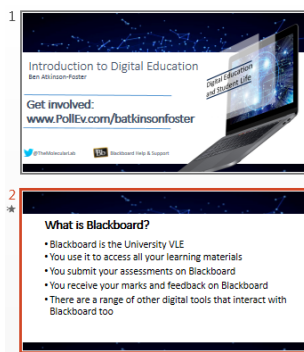 1
Introduction to Digital Education
Ben Atkinson-Foster
Digital Education
and Student Life
Get involved:
www.PollEv.com/batkinsonfoster
@TheMolecularLab
Bb
Blackboard Help & Support
2
What is Blackboard?
• Blackboard is the University VLE
• You use it to access all your learning materials
• You submit your assessments on Blackboard
• You receive your marks and feedback on Blackboard
• There are a range of other digital tools that interact with
Blackboard too